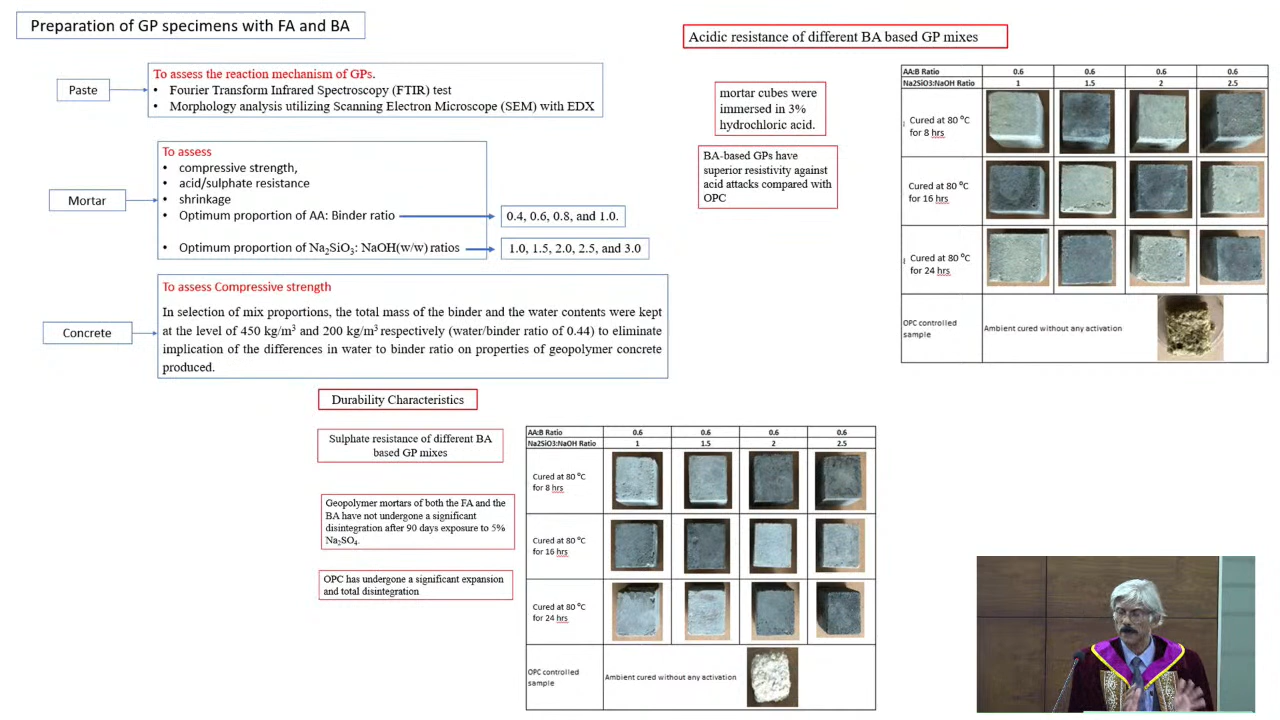 Preparation of GP specimens with FA and BA
Paste
To assess the reaction mechanism of GPs.
• Fourier Transform Infrared Spectroscopy (FTIR) test
• Morphology analysis utilizing Scanning Electron Microscope (SEM) with EDX
Mortar
To assess
• compressive strength,
• acid/sulphate resistance
• shrinkage
• Optimum proportion of AA: Binder ratio
0.4, 0.6, 0.8, and 1.0.
• Optimum proportion of Na₂SiO₃: NaOH(w/w) ratios
1.0, 1.5, 2.0, 2.5, and 3.0
Concrete
To assess Compressive strength
In selection of mix proportions, the total mass of the binder and the water contents were kept
at the level of 450 kg/m³ and 200 kg/m³ respectively (water/binder ratio of 0.44) to eliminate
implication of the differences in water to binder ratio on properties of geopolymer concrete
produced.
Durability Characteristics
Sulphate resistance of different BA
based GP mixes
Geopolymer mortars of both the FA and the
BA have not undergone a significant
disintegration after 90 days exposure to 5%
Na₂SO₄.
OPC has undergone a significant expansion
and total disintegration
AA:B Ratio 0.6 0.6 0.6 0.6
Na2SiO3:NaOH Ratio 1 1.5 2 2.5
Cured at 80 ⁰C
for 8 hrs
Cured at 80 ⁰C
for 16 hrs
Cured at 80 ⁰C
for 24 hrs
OPC controlled
sample
Ambient cured without any activation
Acidic resistance of different BA based GP mixes
mortar cubes were
immersed in 3%
hydrochloric acid.
BA-based GPs have
superior resistivity against
acid attacks compared with
OPC
AA:B Ratio 0.6 0.6 0.6 0.6
Na2SiO3:NaOH Ratio 1 1.5 2 2.5
Cured at 80 ⁰C
for 8 hrs
Cured at 80 ⁰C
for 16 hrs
Cured at 80 ⁰C
for 24 hrs
OPC controlled
sample
Ambient cured without any activation